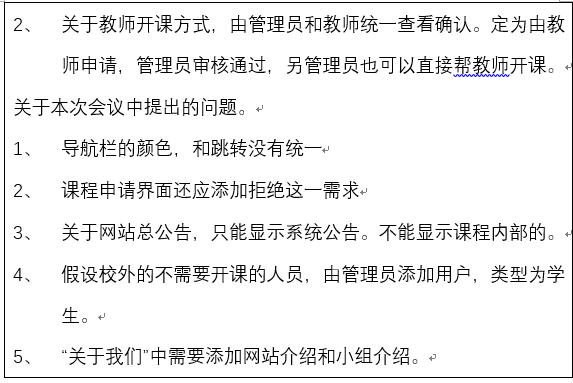 2、 关于教师开课方式，由管理员和教师统一查看确认。定为由教
师申请，管理员审核通过，另管理员也可以直接帮教师开课。
关于本次会议中提出的问题。
1、 导航栏的颜色，和跳转没有统一
2、 课程申请界面还应添加拒绝这一需求
3、 关于网站总公告，只能显示系统公告。不能显示课程内部的。
4、 假设校外的不需要开课的人员，由管理员添加用户，类型为学
生。
5、 “关于我们”中需要添加网站介绍和小组介绍。